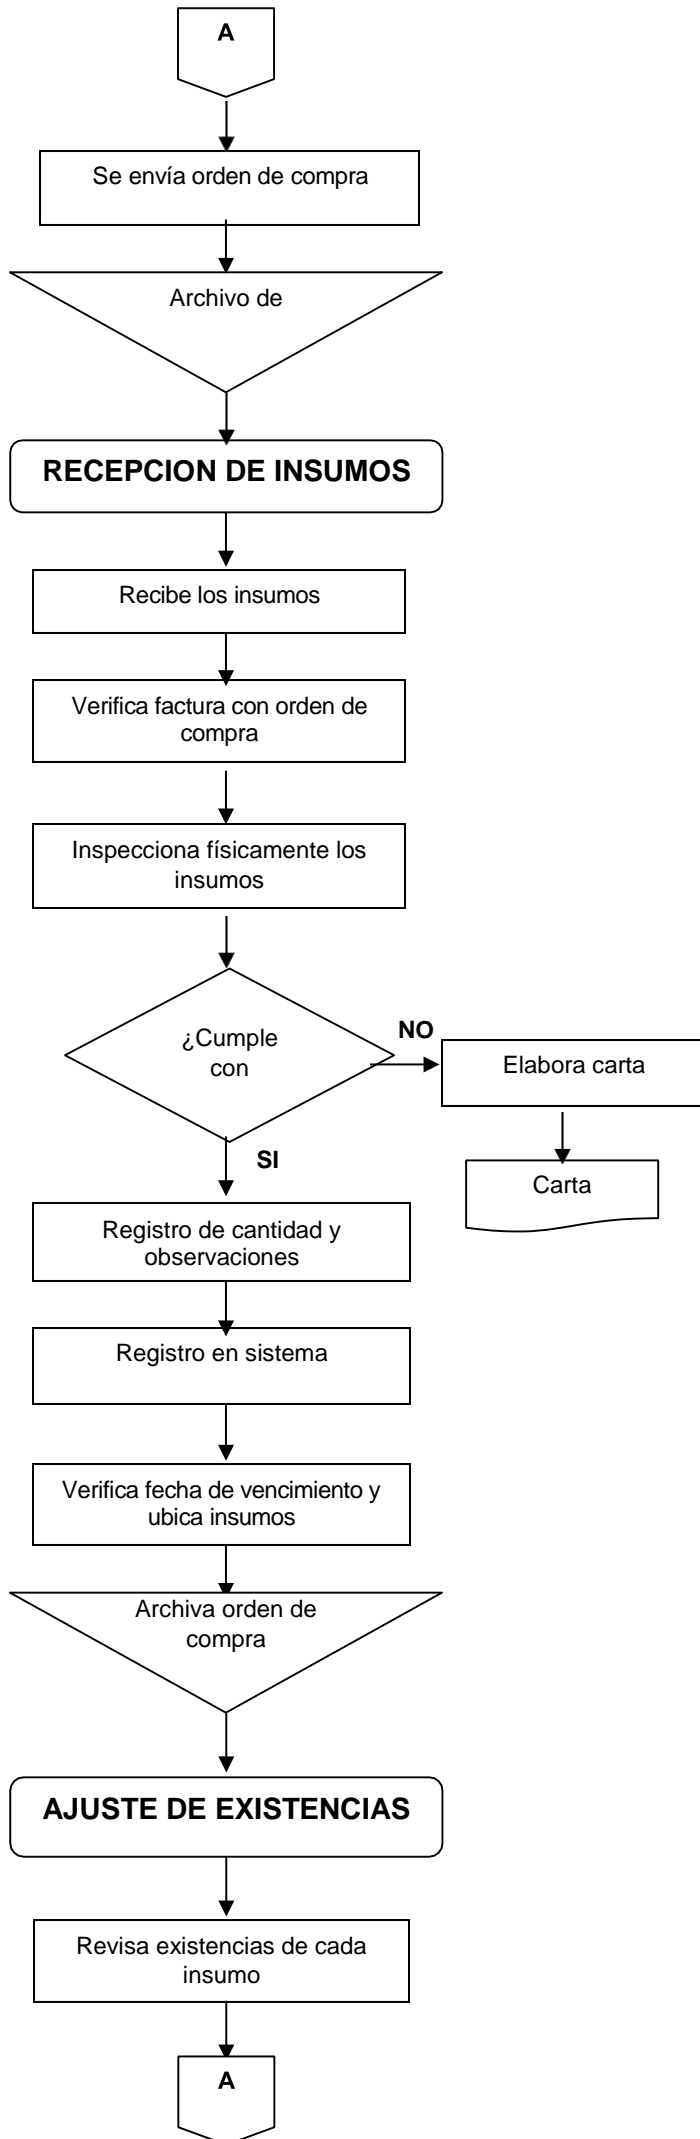 A
Se envía orden de compra
Archivo de
RECEPCION DE INSUMOS
Recibe los insumos
Verifica factura con orden de
compra
Inspecciona físicamente los
insumos
¿Cumple
con
NO
Elabora carta
Carta
SI
Registro de cantidad y
observaciones
Registro en sistema
Verifica fecha de vencimiento y
ubica insumos
Archiva orden de
compra
AJUSTE DE EXISTENCIAS
Revisa existencias de cada
insumo
A